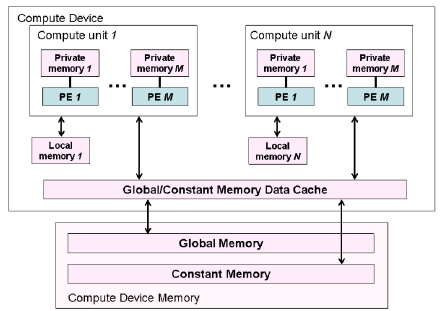 Compute Device
Compute unit 1
Compute unit N
Private
memory 1
Private
memory M
Private
memory 1
Private
memory M
...
...
...
PE 1
PE M
PE 1
PE M
Local
memory 1
Local
memory N
Global/Constant Memory Data Cache
Global Memory
Constant Memory
Compute Device Memory